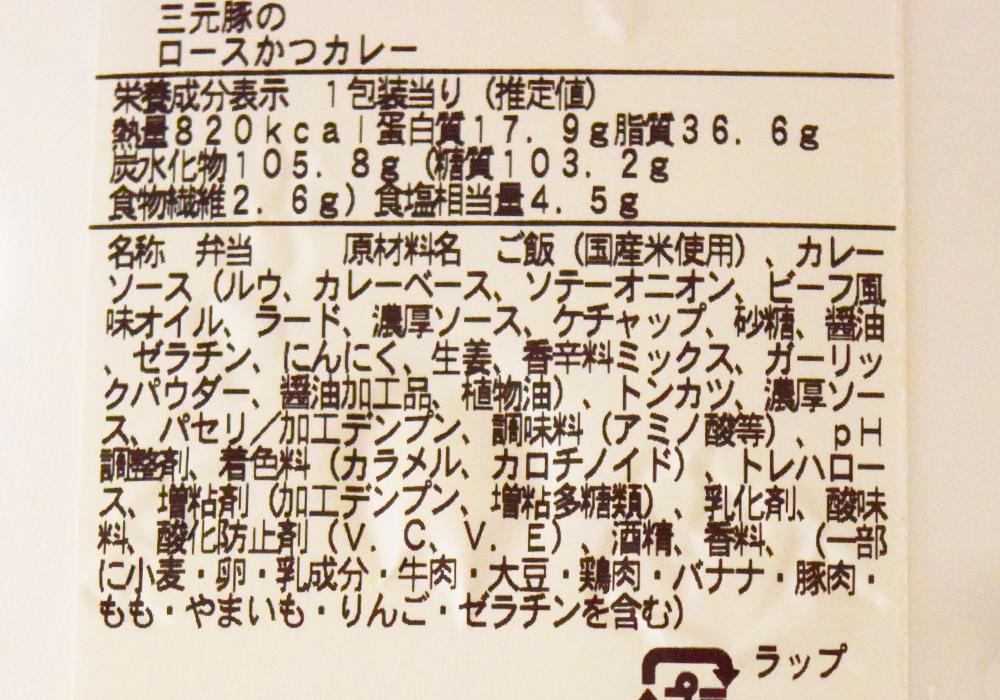 三元豚の
ロースかつカレー
栄養成分表示　1包装当り（推定値）
熱量820kcal蛋白質17．9g脂質36．6g
炭水化物105．8g（糖質103．2g
食物繊維2．6g）食塩相当量4．5g
名称　弁当　　　原材料名　ご飯（国産米使用）、カレー
ソース（ルウ、カレーベース、ソテーオニオン、ビーフ風
味オイル、ラード、濃厚ソース、ケチャップ、砂糖、醤油
、ゼラチン、にんにく、生姜、香辛料ミックス、ガーリッ
クパウダー、醤油加工品、植物油）、トンカツ、濃厚ソー
ス、パセリ／加工デンプン、調味料（アミノ酸等）、pH
調整剤、着色料（カラメル、カロチノイド）、トレハロー
ス、増粘剤（加工デンプン、増粘多糖類）、乳化剤、酸味
料、酸化防止剤（V．C、V．E）、酒精、香料、（一部
に小麦・卵・乳成分・牛肉・大豆・鶏肉・バナナ・豚肉・
もも・やまいも・りんご・ゼラチンを含む）
ラップ